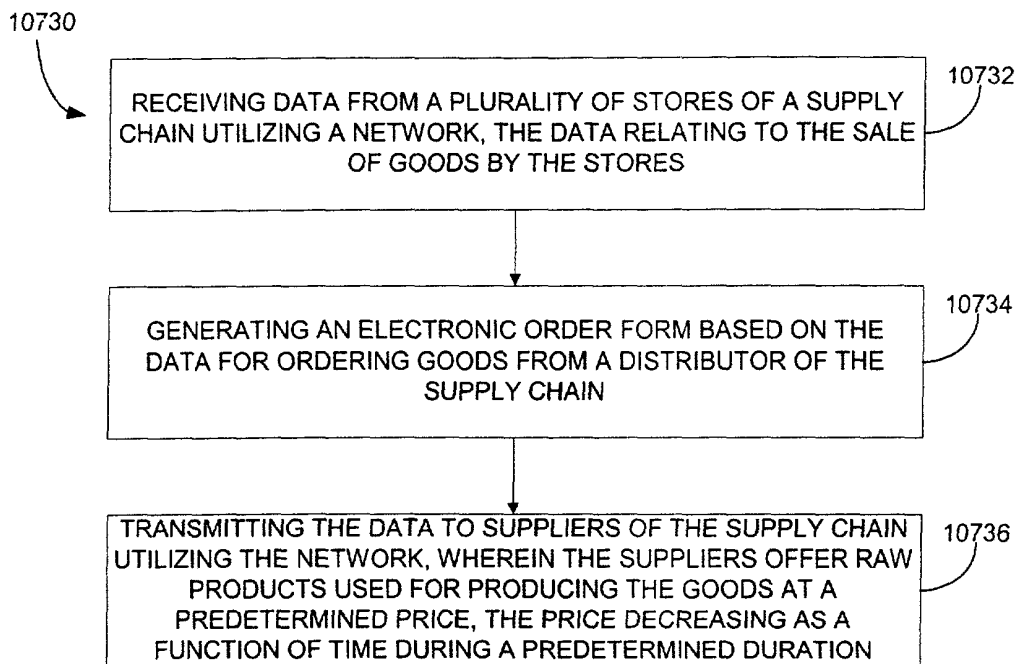 10730
10732
RECEIVING DATA FROM A PLURALITY OF STORES OF A SUPPLY
CHAIN UTILIZING A NETWORK, THE DATA RELATING TO THE SALE
OF GOODS BY THE STORES
10734
GENERATING AN ELECTRONIC ORDER FORM BASED ON THE
DATA FOR ORDERING GOODS FROM A DISTRIBUTOR OF THE
SUPPLY CHAIN
10736
TRANSMITTING THE DATA TO SUPPLIERS OF THE SUPPLY CHAIN
UTILIZING THE NETWORK, WHEREIN THE SUPPLIERS OFFER RAW
PRODUCTS USED FOR PRODUCING THE GOODS AT A
PREDETERMINED PRICE, THE PRICE DECREASING AS A
FUNCTION OF TIME DURING A PREDETERMINED DURATION